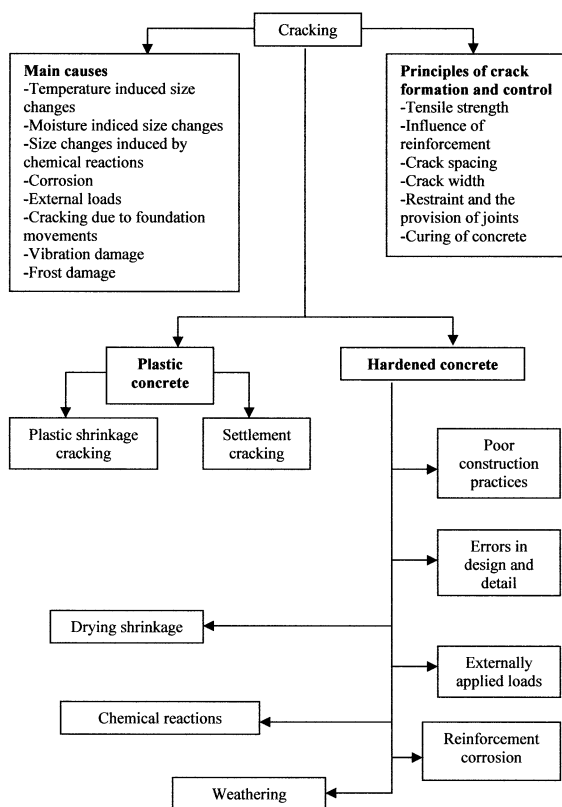 Cracking
Main causes
-Temperature induced size
changes
-Moisture indiced size changes
-Size changes induced by
chemical reactions
-Corrosion
-External loads
-Cracking due to foundation
movements
-Vibration damage
-Frost damage
Principles of crack
formation and control
-Tensile strength
-Influence of
reinforcement
-Crack spacing
-Crack width
-Restraint and the
provision of joints
-Curing of concrete
Plastic
concrete
Hardened concrete
Plastic shrinkage
cracking
Settlement
cracking
Poor
construction
practices
Errors in
design and
detail
Drying shrinkage
Externally
applied loads
Chemical reactions
Reinforcement
corrosion
Weathering